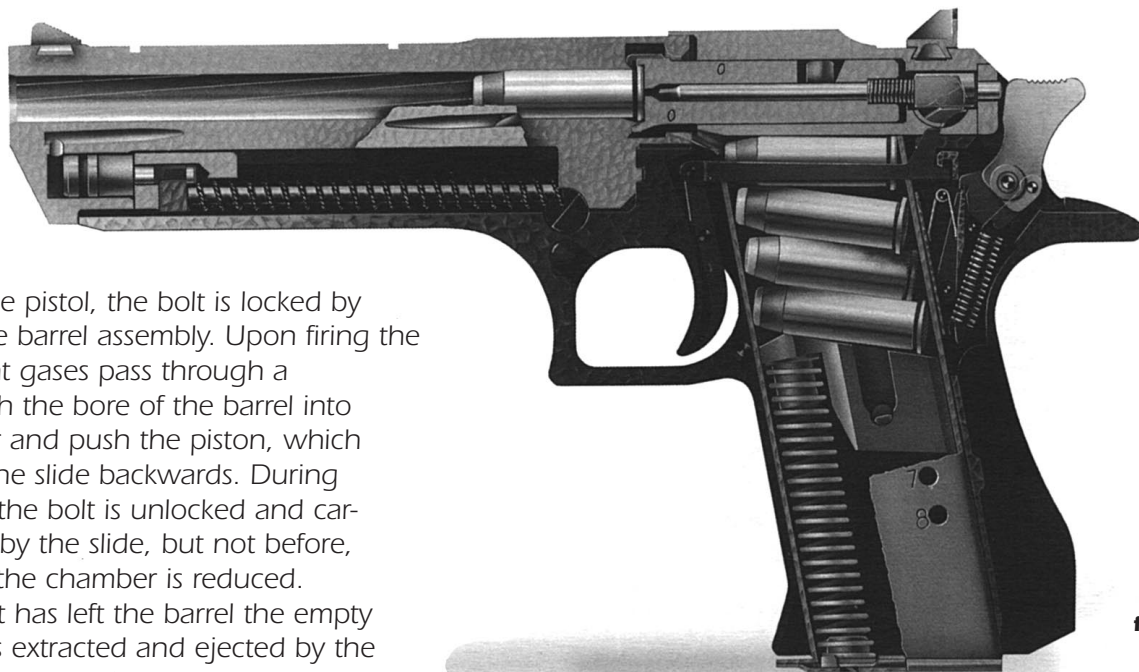 e pistol, the bolt is locked by
e barrel assembly. Upon firing the
t gases pass through a
h the bore of the barrel into
and push the piston, which
he slide backwards. During
the bolt is unlocked and car-
by the slide, but not before,
the chamber is reduced.
t has left the barrel the empty
s extracted and ejected by the
7
8
f